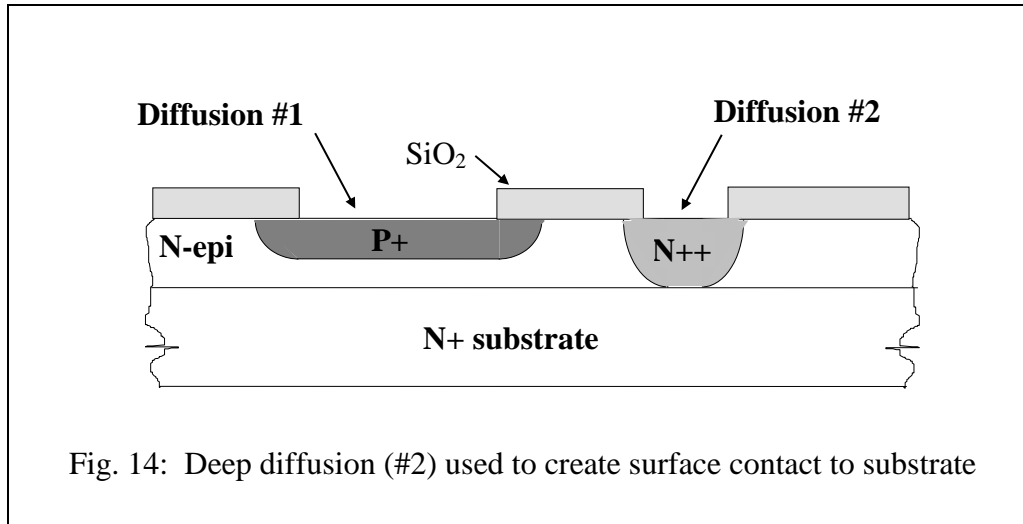 Diffusion #1
Diffusion #2
SiO₂
P+
N-epi
N++
N+ substrate
Fig. 14: Deep diffusion (#2) used to create surface contact to substrate